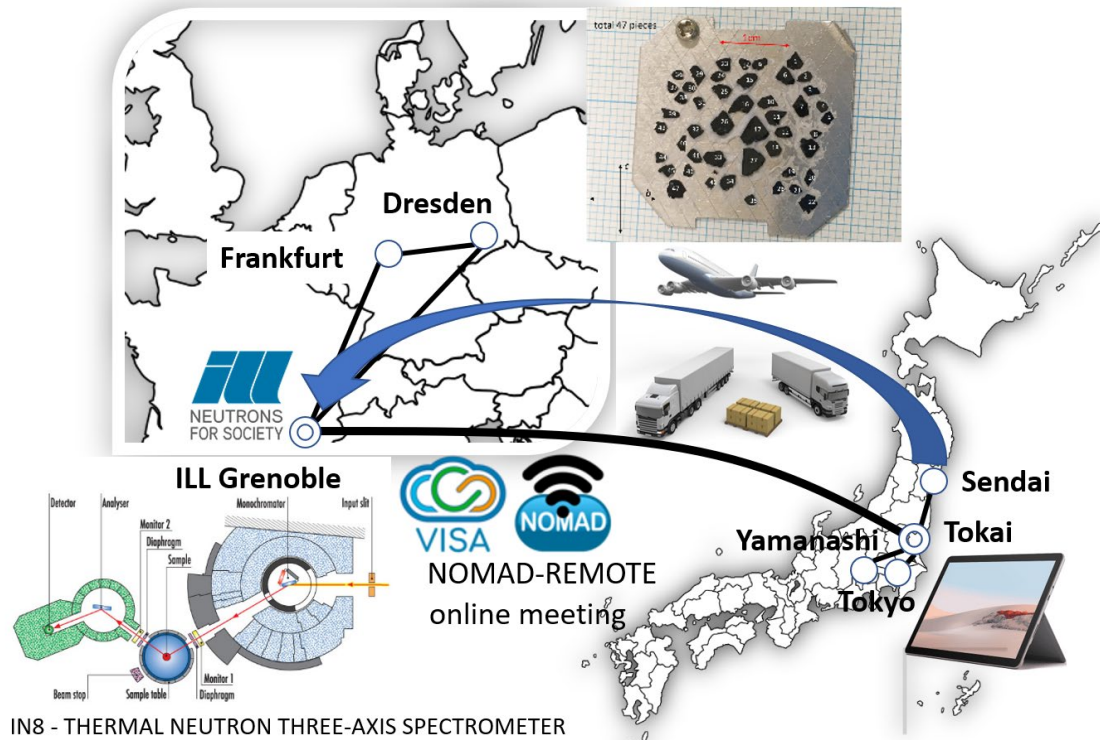 total 47 pieces
1cm
c
b
Dresden
Frankfurt
ill
NEUTRONS
FOR SOCIETY
ILL Grenoble
Sendai
Tokai
Yamanashi
Tokyo
VISA
NOMAD
NOMAD-REMOTE
online meeting
Detector
Analyser
Monitor 2
Diaphragm
Sample
Monochromator
Input slit
Beam stop
Sample table
Monitor 1
Diaphragm
IN8 - THERMAL NEUTRON THREE-AXIS SPECTROMETER